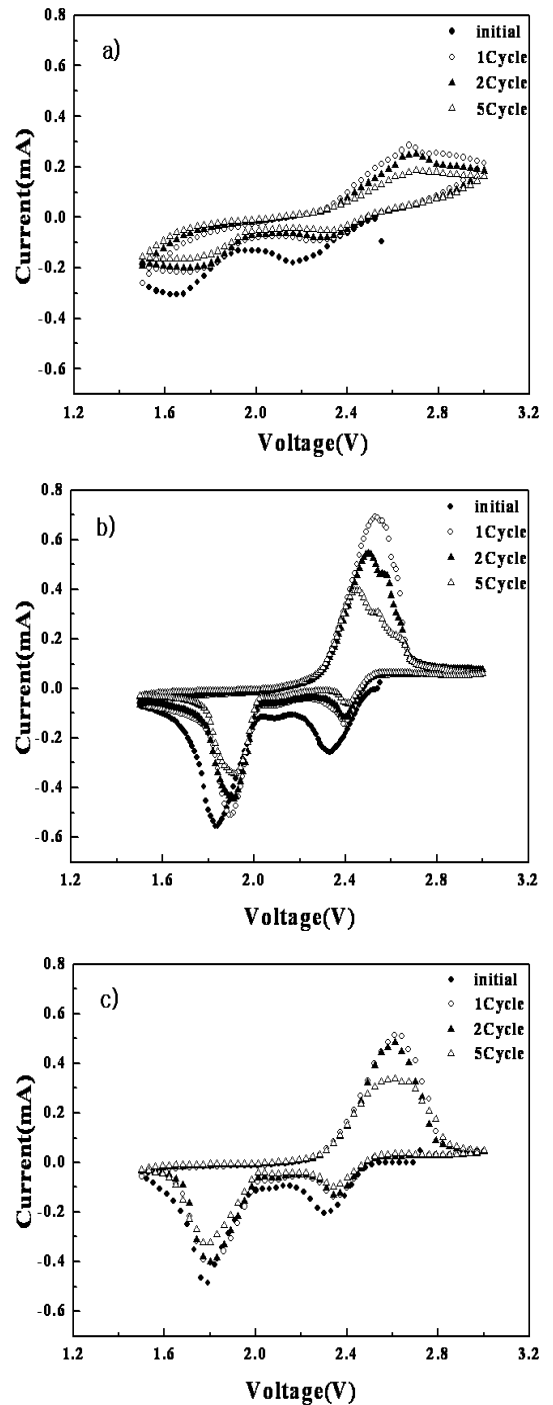 a)
initial
1Cycle
2Cycle
5Cycle
0.8
0.6
0.4
0.2
0.0
-0.2
-0.4
-0.6
Current(mA)
1.2 1.6 2.0 2.4 2.8 3.2
Voltage(V)
b)
initial
1Cycle
2Cycle
5Cycle
0.8
0.6
0.4
0.2
0.0
-0.2
-0.4
-0.6
Current(mA)
1.2 1.6 2.0 2.4 2.8 3.2
Voltage(V)
c)
initial
1Cycle
2Cycle
5Cycle
0.8
0.6
0.4
0.2
0.0
-0.2
-0.4
-0.6
Current(mA)
1.2 1.6 2.0 2.4 2.8 3.2
Voltage(V)